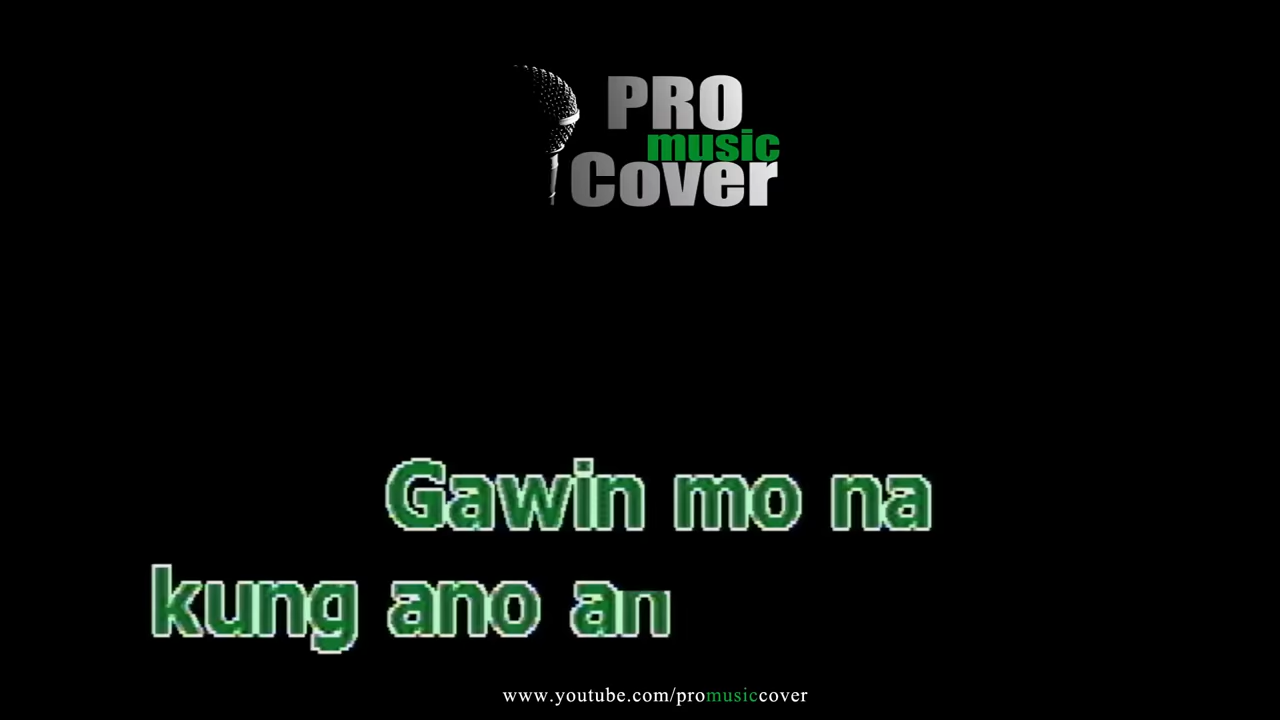 PRO
music
Cover
Gawin mo na
kung ano an
www.youtube.com/promusiccover